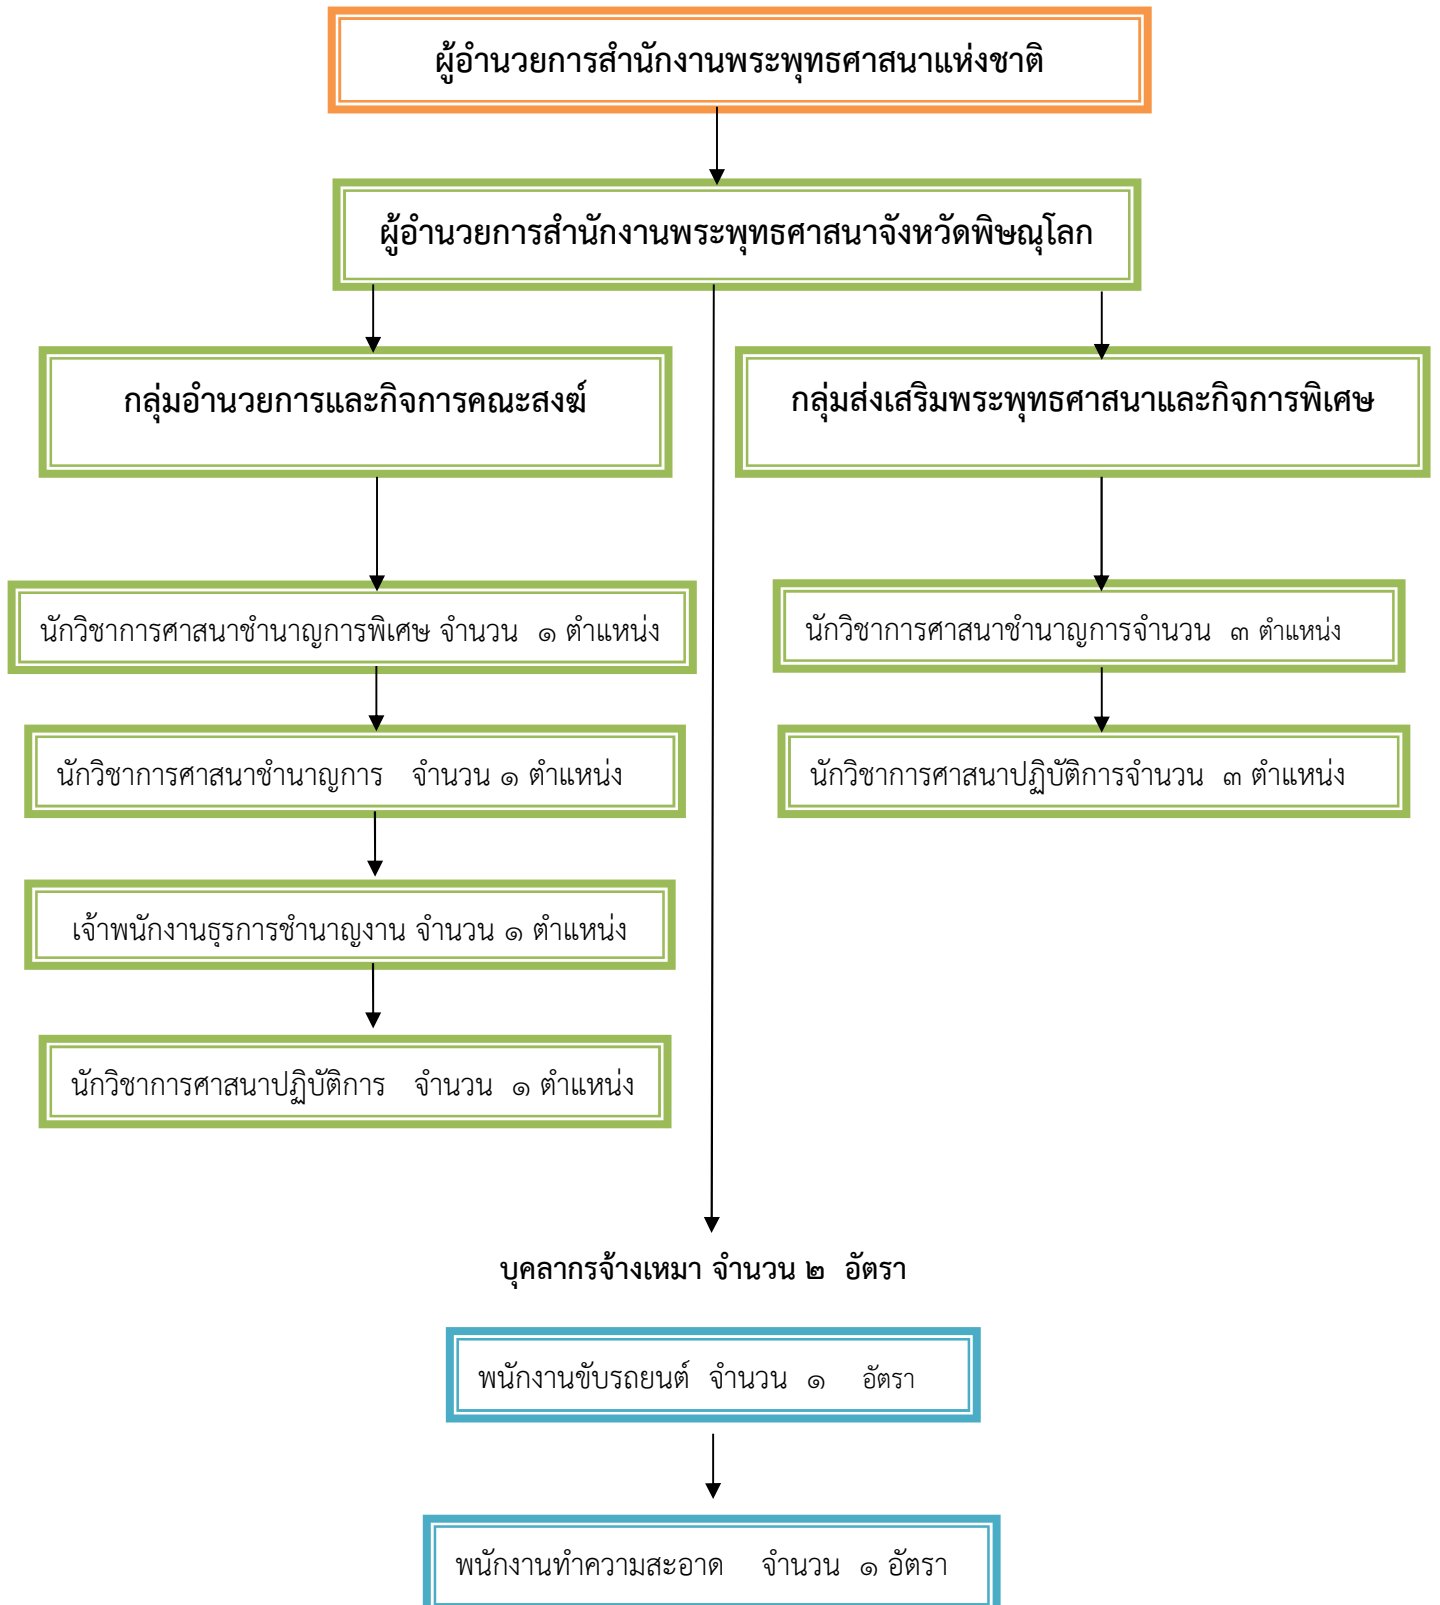 ผู้อำนวยการสำนักงานพระพุทธศาสนาแห่งชาติ
ผู้อำนวยการสำนักงานพระพุทธศาสนาจังหวัดพิษณุโลก
กลุ่มอำนวยการและกิจการคณะสงฆ์
กลุ่มส่งเสริมพระพุทธศาสนาและกิจการพิเศษ
นักวิชาการศาสนาชำนาญการพิเศษ จำนวน ๑ ตำแหน่ง
นักวิชาการศาสนาชำนาญการจำนวน ๓ ตำแหน่ง
นักวิชาการศาสนาชำนาญการ จำนวน ๑ ตำแหน่ง
นักวิชาการศาสนาปฏิบัติการจำนวน ๓ ตำแหน่ง
เจ้าพนักงานธุรการชำนาญงาน จำนวน ๑ ตำแหน่ง
นักวิชาการศาสนาปฏิบัติการ จำนวน ๑ ตำแหน่ง
บุคลากรจ้างเหมา จำนวน ๒ อัตรา
พนักงานขับรถยนต์ จำนวน ๑ อัตรา
พนักงานทำความสะอาด จำนวน ๑ อัตรา